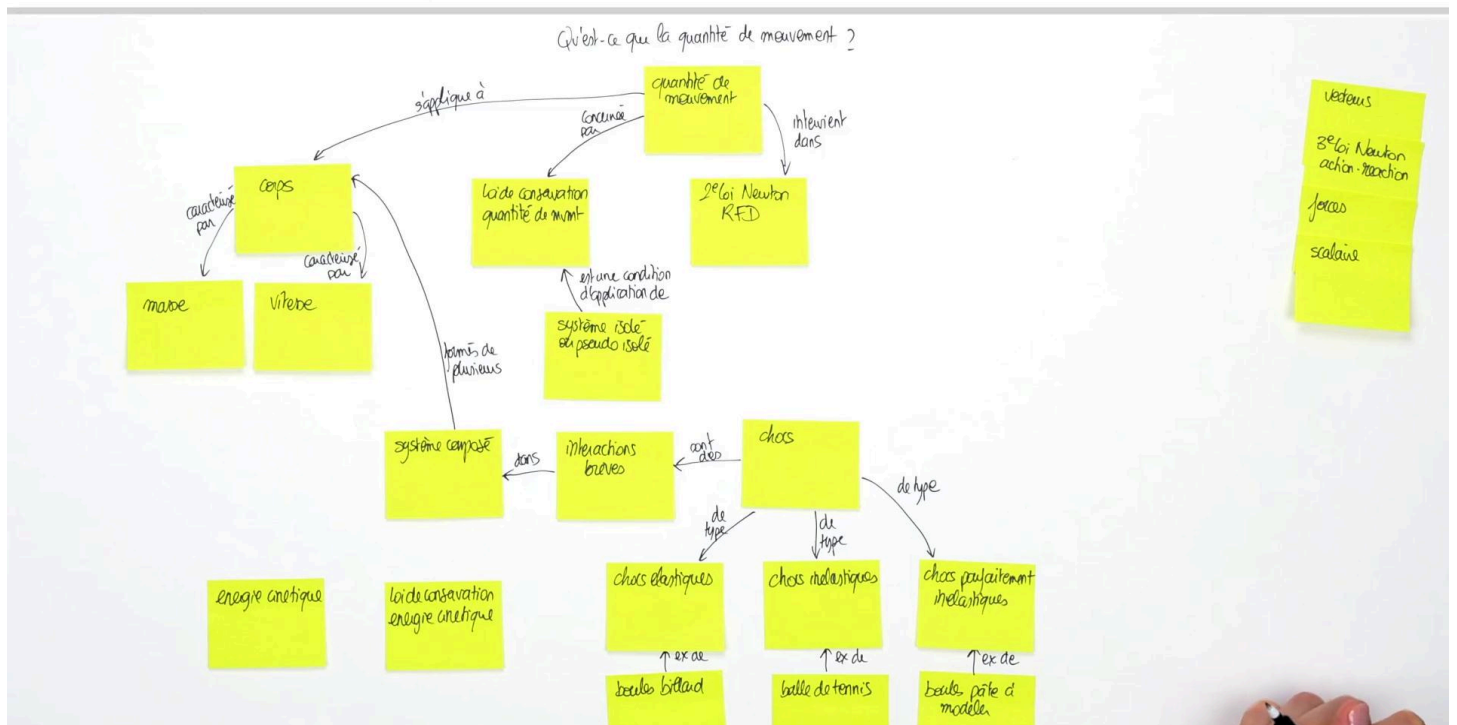 Qu'est-ce que la quantité de mouvement ?
quantité de
mouvement
s'applique à
concernée
par
intervient
dans
corps
loi de conservation
quantité de mvmt
2e loi Newton
RFD
caractérisé
par
caractérisé
par
masse
vitesse
est une condition
d'application de
système isolé
ou pseudo isolé
formés de
plusieurs
système composé
dans
interactions
brèves
sont
des
chocs
de type
de
type
de
type
chocs élastiques
chocs inélastiques
chocs parfaitement
inélastiques
énergie cinétique
loi de conservation
énergie cinétique
ex de
ex de
ex de
boules billard
balle de tennis
boules pâte à
modeler
vecteurs
3e loi Newton
action-réaction
forces
scalaire